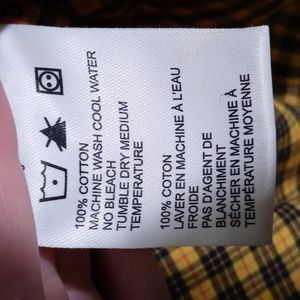 100% COTTON
MACHINE WASH COOL WATER
NO BLEACH
TUMBLE DRY MEDIUM
TEMPERATURE
100% COTON
LAVER EN MACHINE À L'EAU
FROIDE
PAS D'AGENT DE
BLANCHIMENT
SÉCHER EN MACHINE À
TEMPÉRATURE MOYENNE